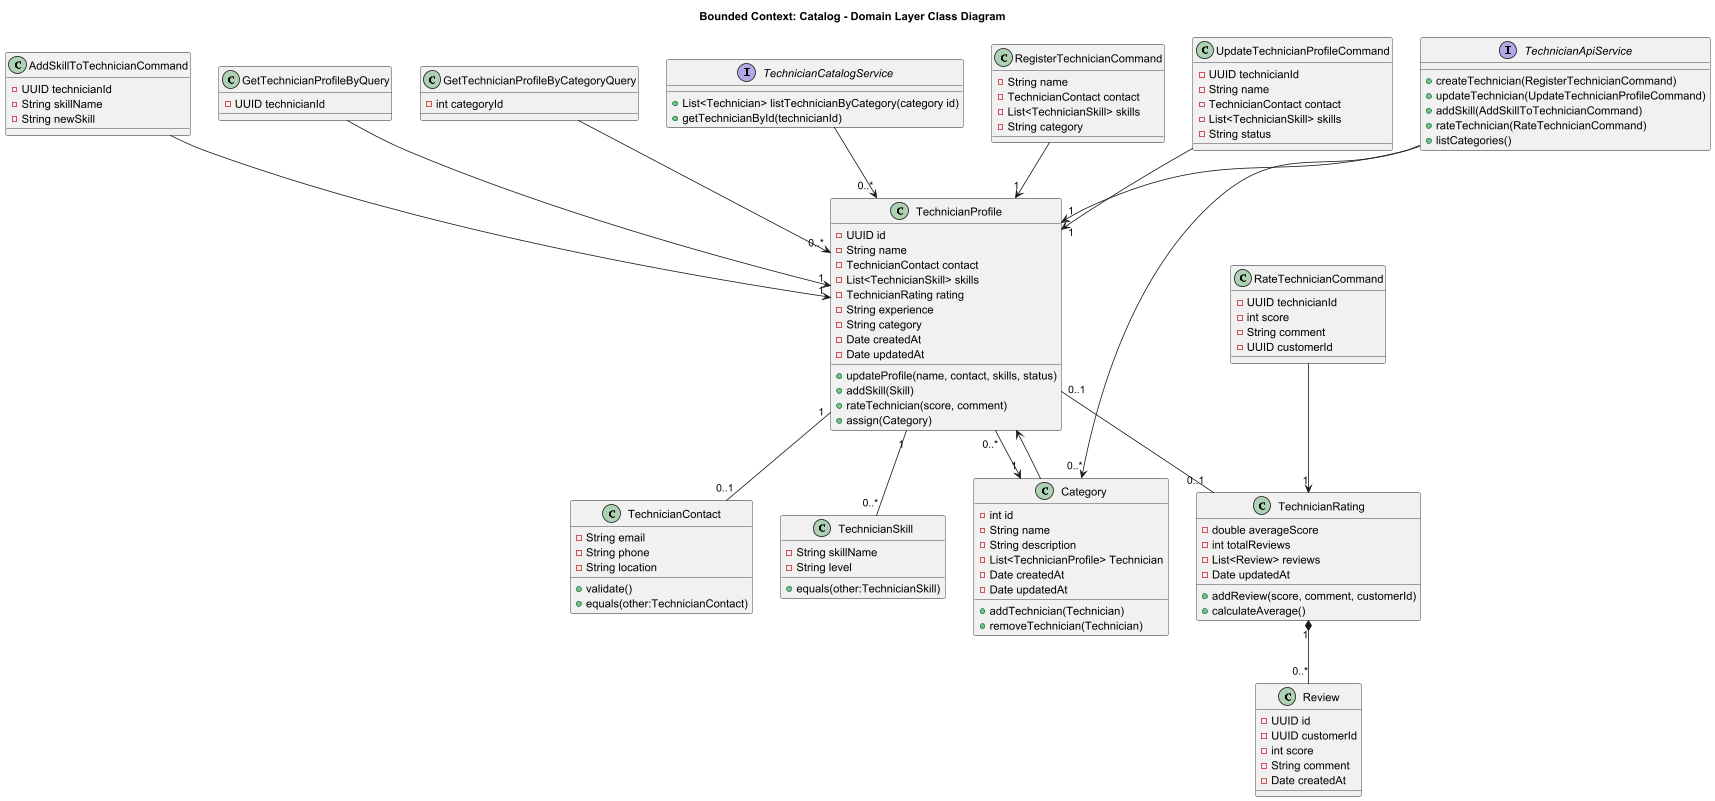 Bounded Context: Catalog - Domain Layer Class Diagram
C AddSkillToTechnicianCommand
UUID technicianId
String skillName
String newSkill
C GetTechnicianProfileByQuery
UUID technicianId
C GetTechnicianProfileByCategoryQuery
int categoryId
I TechnicianCatalogService
List<Technician> listTechnicianByCategory(category id)
getTechnicianById(technicianId)
C RegisterTechnicianCommand
String name
TechnicianContact contact
List<TechnicianSkill> skills
String category
C UpdateTechnicianProfileCommand
UUID technicianId
String name
TechnicianContact contact
List<TechnicianSkill> skills
String status
I TechnicianApiService
createTechnician(RegisterTechnicianCommand)
updateTechnician(UpdateTechnicianProfileCommand)
addSkill(AddSkillToTechnicianCommand)
rateTechnician(RateTechnicianCommand)
listCategories()
0..*
1
1
1
0..*
1
1
C TechnicianProfile
UUID id
String name
TechnicianContact contact
List<TechnicianSkill> skills
TechnicianRating rating
String experience
String category
Date createdAt
Date updatedAt
updateProfile(name, contact, skills, status)
addSkill(Skill)
rateTechnician(score, comment)
assign(Category)
C RateTechnicianCommand
UUID technicianId
int score
String comment
UUID customerId
0..1
1
1
0..*
0..1
0..*
1
0..*
0..1
1
C TechnicianContact
String email
String phone
String location
validate()
equals(other:TechnicianContact)
C TechnicianSkill
String skillName
String level
equals(other:TechnicianSkill)
C Category
int id
String name
String description
List<TechnicianProfile> Technician
Date createdAt
Date updatedAt
addTechnician(Technician)
removeTechnician(Technician)
C TechnicianRating
double averageScore
int totalReviews
List<Review> reviews
Date updatedAt
addReview(score, comment, customerId)
calculateAverage()
1
0..*
C Review
UUID id
UUID customerId
int score
String comment
Date createdAt